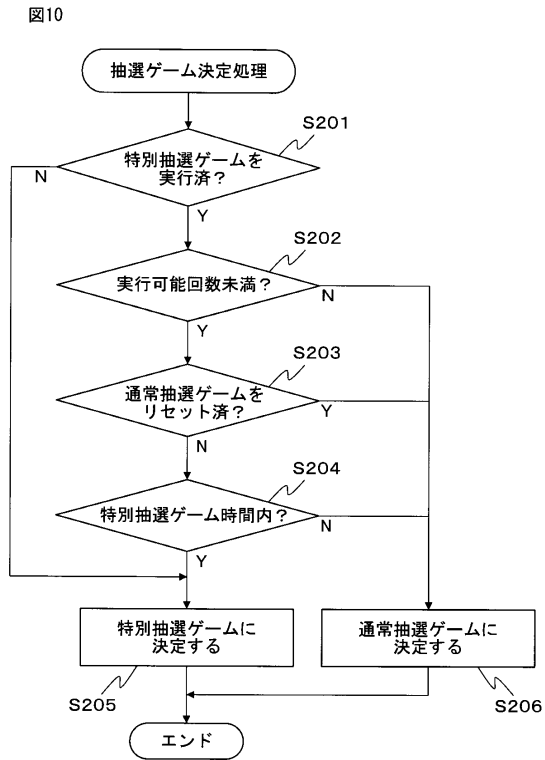 図10
抽選ゲーム決定処理
S201
特別抽選ゲームを
実行済?
N
Y
S202
実行可能回数未満?
N
Y
S203
通常抽選ゲームを
リセット済?
Y
N
S204
特別抽選ゲーム時間内?
N
Y
特別抽選ゲームに
決定する
通常抽選ゲームに
決定する
S205
S206
エンド